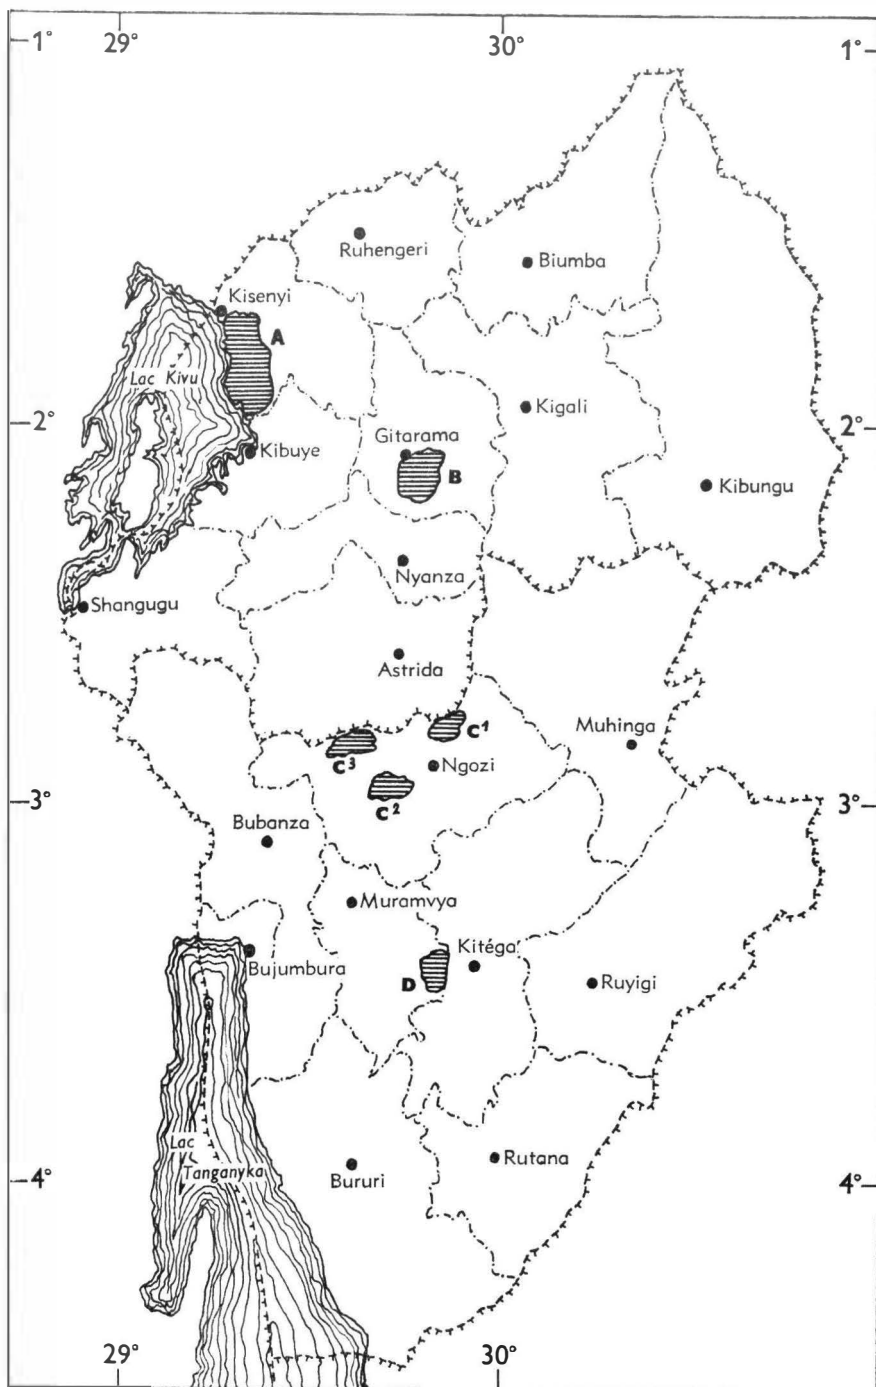 29°
30°
1°
1°
Ruhengeri
Biumba
Kisenyi
A
Lac Kivu
Kigali
2°
2°
Gitarama
Kibuye
B
Kibungu
Nyanza
Shangugu
Astrida
C1
Muhinga
C3
Ngozi
C2
3°
3°
Bubanza
Muramvya
Kitéga
Bujumbura
D
Ruyigi
Lac
Tanganyka
Bururi
Rutana
4°
4°
29°
30°